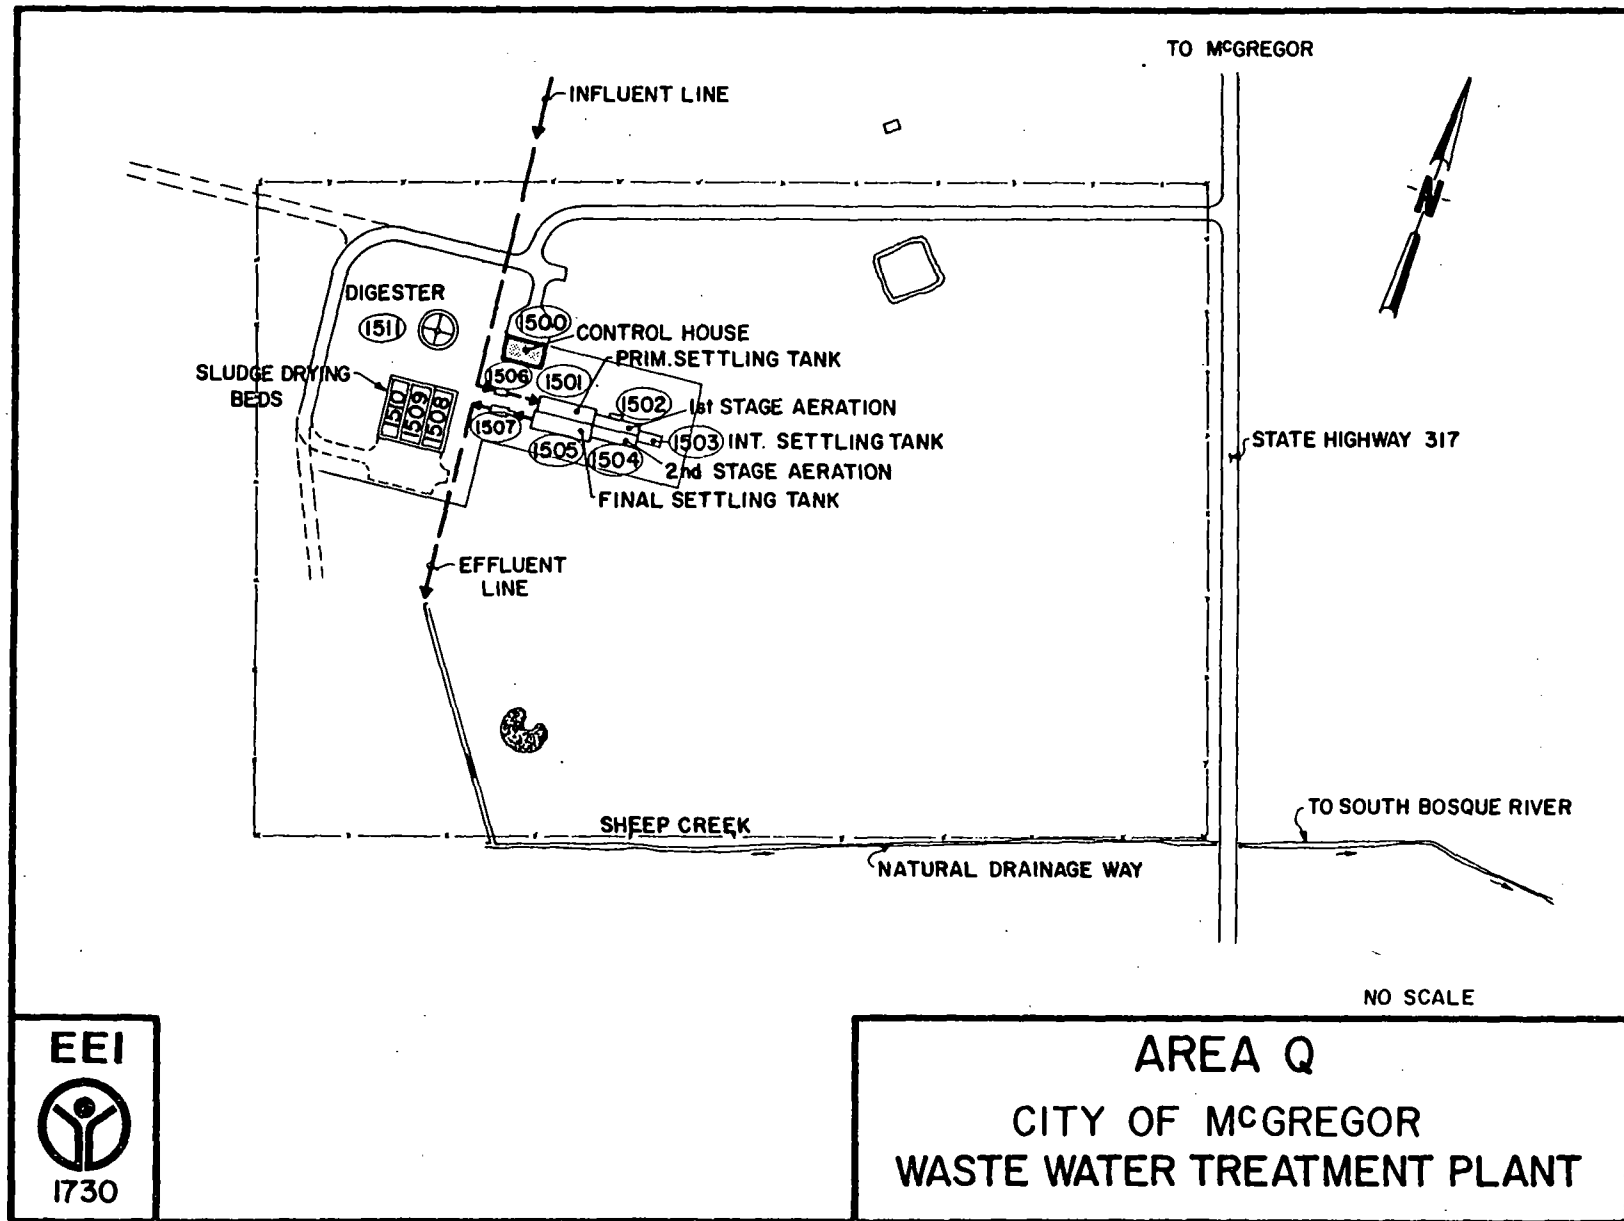 TO McGREGOR
INFLUENT LINE
N
DIGESTER
1511
1500
CONTROL HOUSE
PRIM. SETTLING TANK
SLUDGE DRYING
BEDS
1506
1501
1510
1509
1508
1502
1st STAGE AERATION
1507
1503
INT. SETTLING TANK
STATE HIGHWAY 317
1505
1504
2nd STAGE AERATION
FINAL SETTLING TANK
EFFLUENT
LINE
SHEEP CREEK
TO SOUTH BOSQUE RIVER
NATURAL DRAINAGE WAY
NO SCALE
EEI
1730
AREA Q
CITY OF McGREGOR
WASTE WATER TREATMENT PLANT